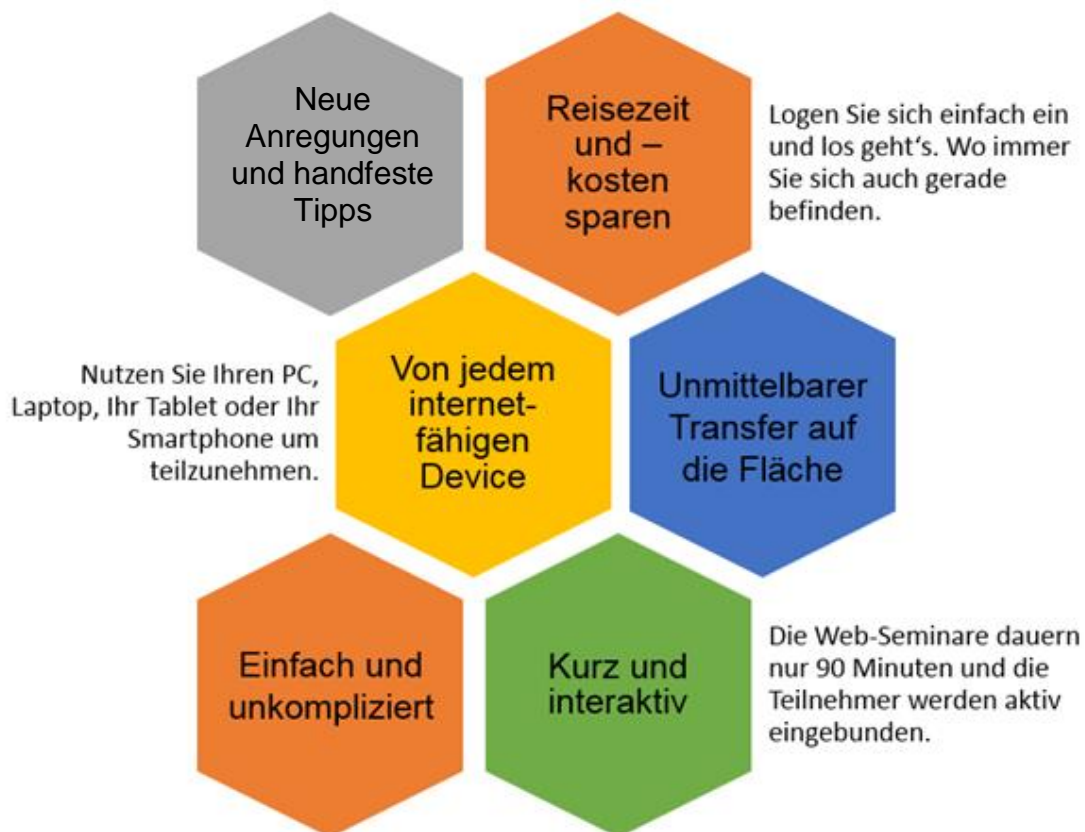 Neue
Anregungen
und handfeste
Tipps
Reisezeit
und –
kosten
sparen
Logen Sie sich einfach ein
und los geht‘s. Wo immer
Sie sich auch gerade
befinden.
Nutzen Sie Ihren PC,
Laptop, Ihr Tablet oder Ihr
Smartphone um
teilzunehmen.
Von jedem
internet-
fähigen
Device
Unmittelbarer
Transfer auf
die Fläche
Einfach und
unkompliziert
Kurz und
interaktiv
Die Web-Seminare dauern
nur 90 Minuten und die
Teilnehmer werden aktiv
eingebunden.